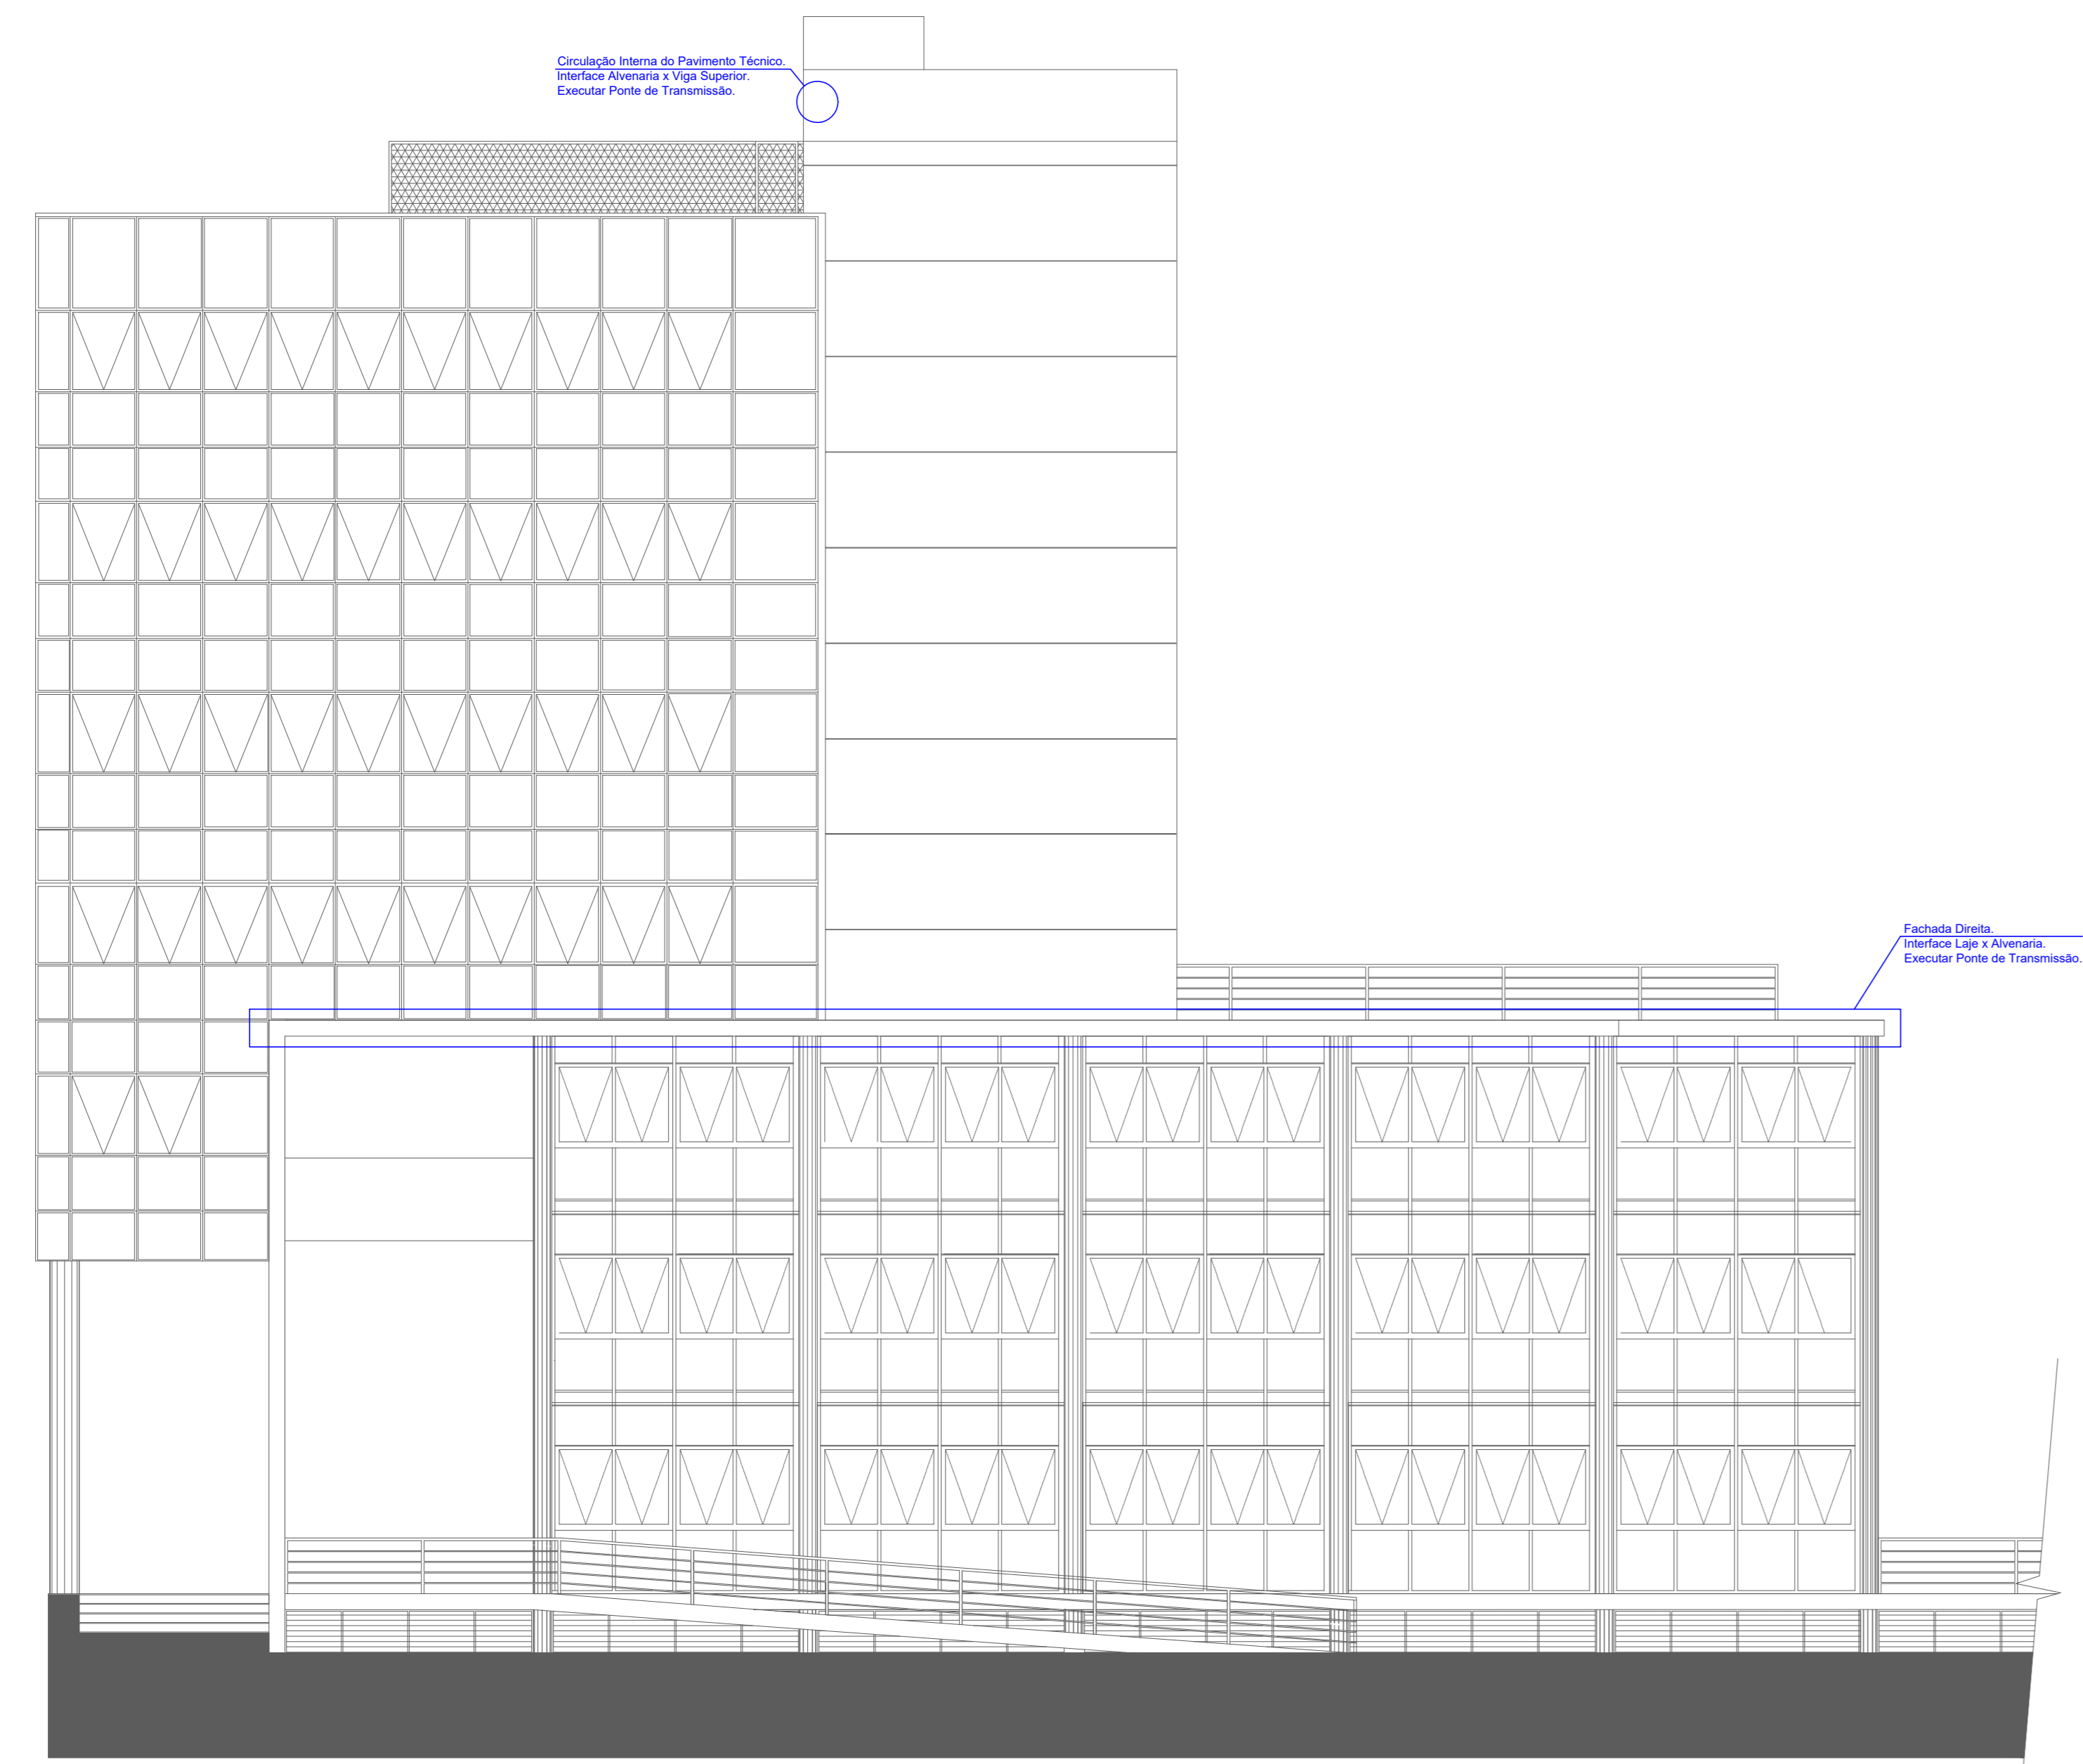 Circulação Interna do Pavimento Técnico.
Interface Alvenaria x Viga Superior.
Executar Ponte de Transmissão.
Fachada Direita.
Interface Laje x Alvenaria.
Executar Ponte de Transmissão.